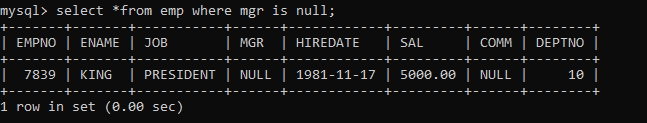 mysql> select *from emp where mgr is null;
+-------+-------+-----------+------+------------+---------+------+--------+
| EMPNO | ENAME | JOB       | MGR  | HIREDATE   | SAL     | COMM | DEPTNO |
+-------+-------+-----------+------+------------+---------+------+--------+
|  7839 | KING  | PRESIDENT | NULL | 1981-11-17 | 5000.00 | NULL |     10 |
+-------+-------+-----------+------+------------+---------+------+--------+
1 row in set (0.00 sec)